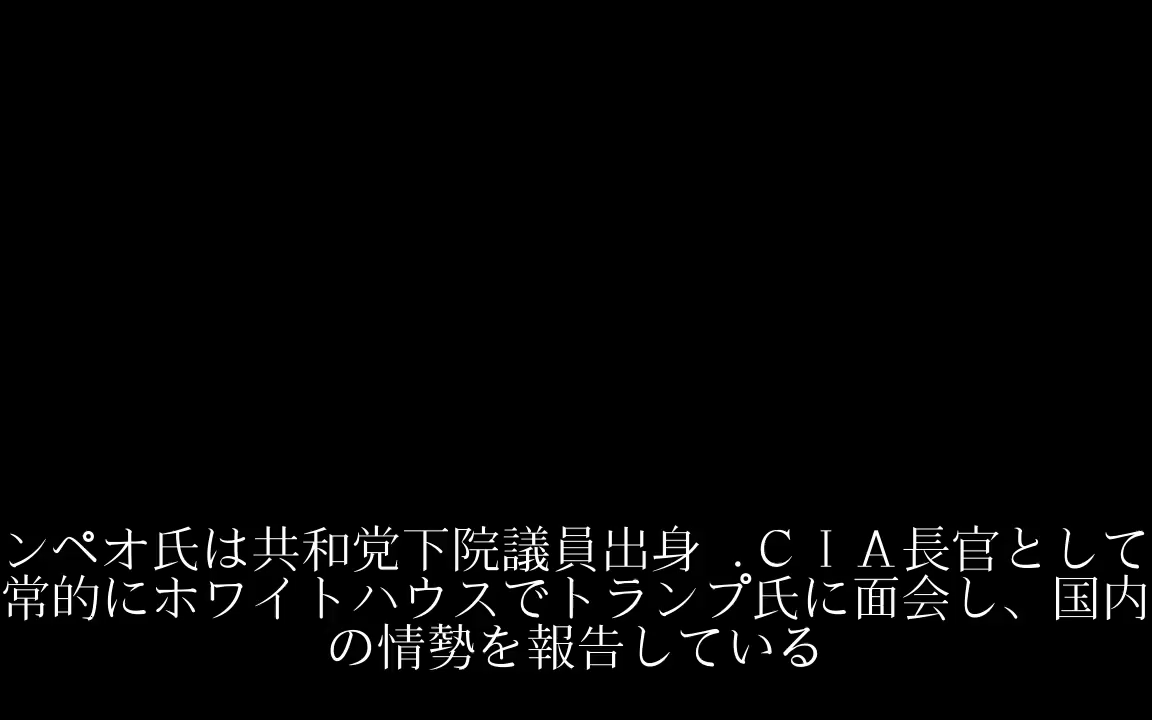 ンペオ氏は共和党下院議員出身 .ＣＩＡ長官として
常的にホワイトハウスでトランプ氏に面会し、国内
の情勢を報告している